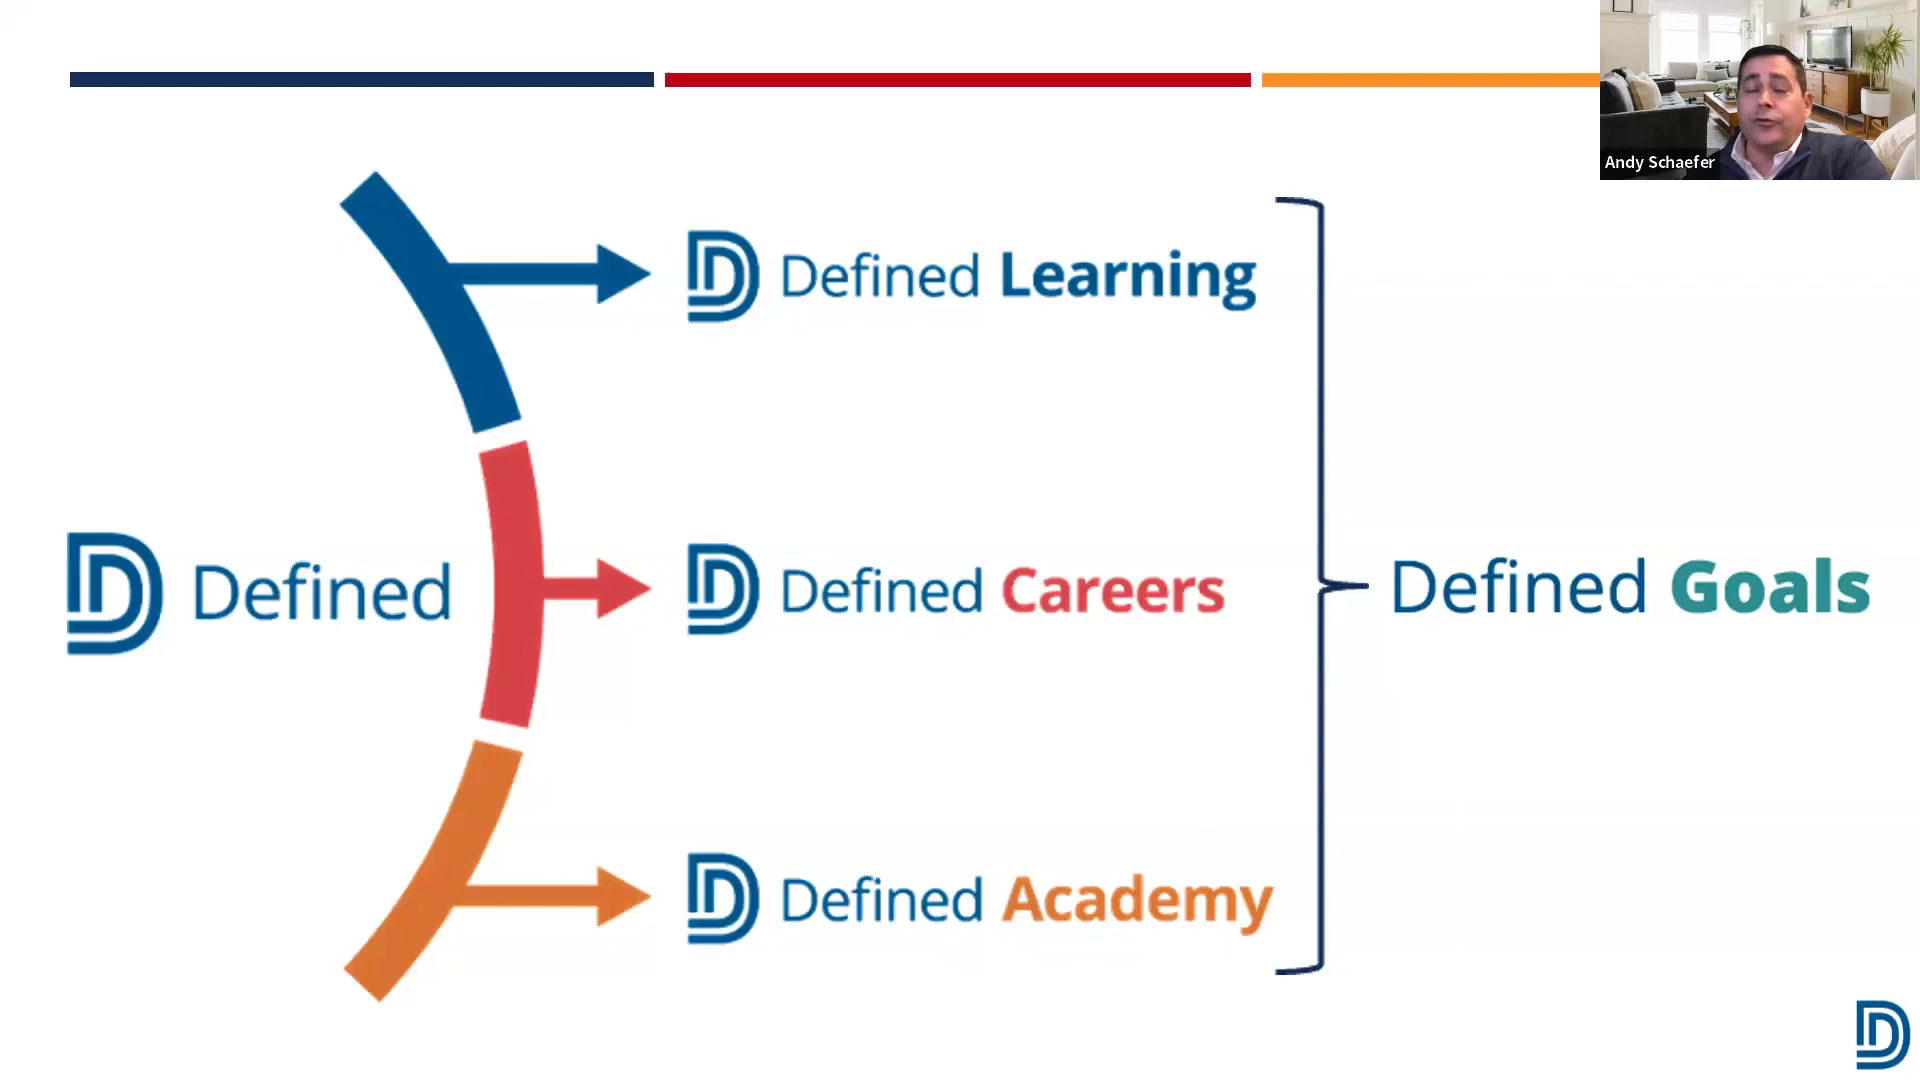 Andy Schaefer
Defined Learning
Defined
Defined Careers
Defined Goals
Defined Academy